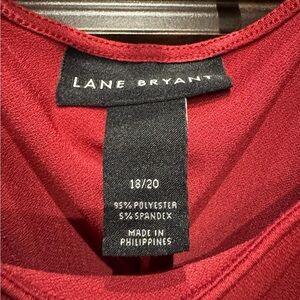 LANE BRYANT
18/20
95% POLYESTER
5% SPANDEX
MADE IN
PHILIPPINES